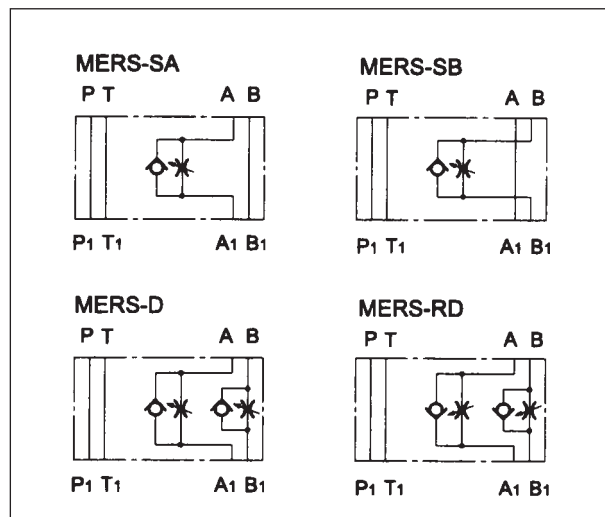 MERS-SA
P T A B
P1 T1 A1 B1
MERS-SB
P T A B
P1 T1 A1 B1
MERS-D
P T A B
P1 T1 A1 B1
MERS-RD
P T A B
P1 T1 A1 B1